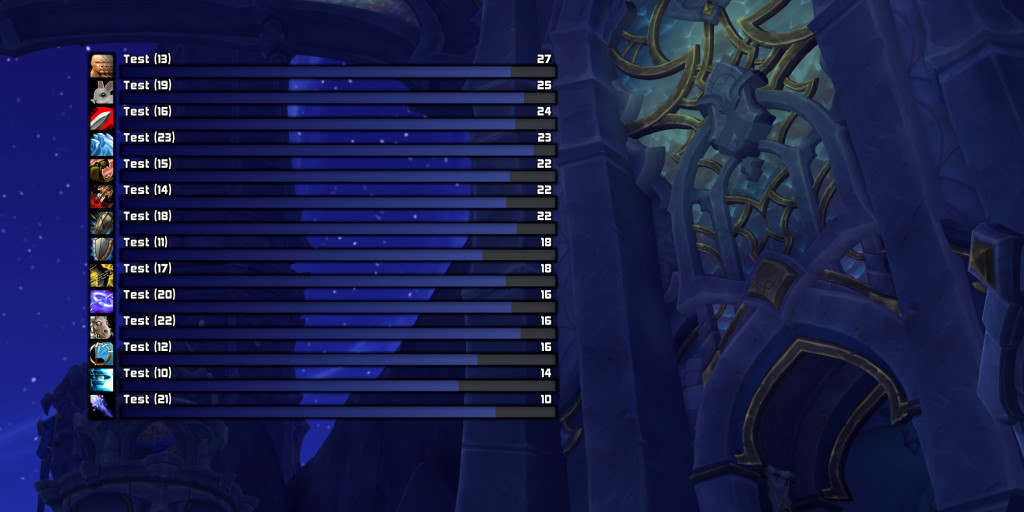 Test (13) 27
Test (19) 25
Test (16) 24
Test (23) 23
Test (15) 22
Test (14) 22
Test (18) 22
Test (11) 18
Test (17) 18
Test (20) 16
Test (22) 16
Test (12) 16
Test (10) 14
Test (21) 10